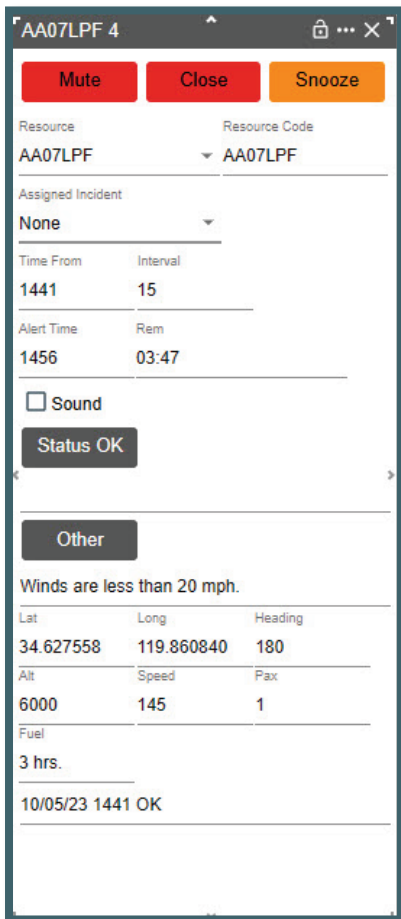 AA07LPF 4
Mute Close Snooze
Resource Resource Code
AA07LPF AA07LPF
Assigned Incident
None
Time From Interval
1441 15
Alert Time Rem
1456 03:47
Sound
Status OK
Other
Winds are less than 20 mph.
Lat Long Heading
34.627558 119.860840 180
Alt Speed Pax
6000 145 1
Fuel
3 hrs.
10/05/23 1441 OK